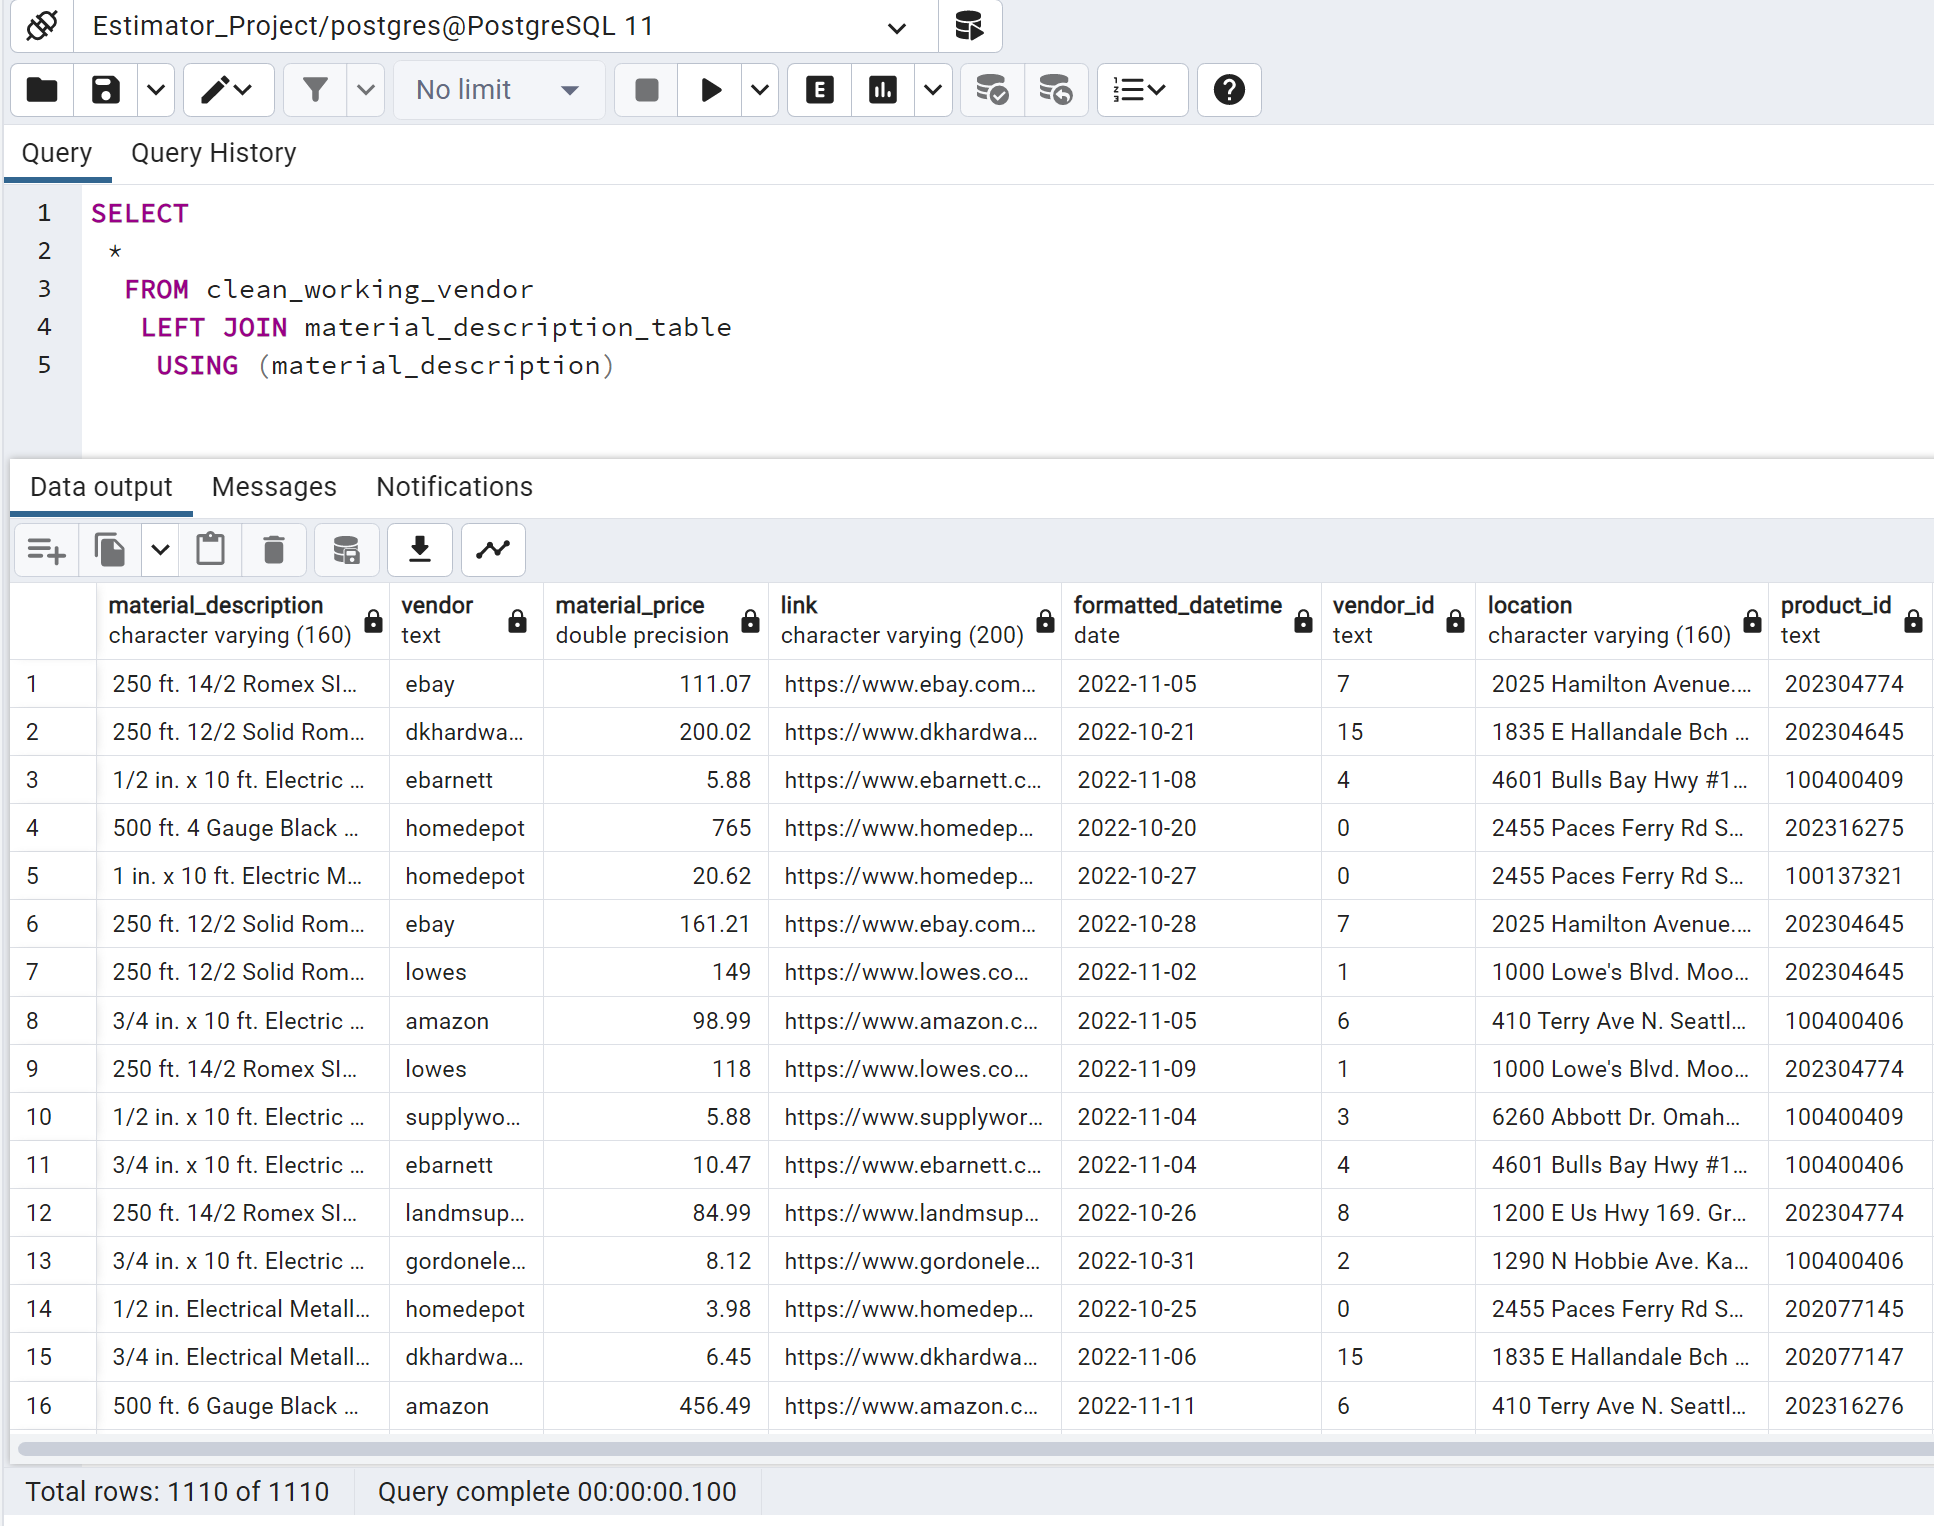 Estimator_Project/postgres@PostgreSQL 11
No limit
E
Query Query History
1 SELECT
2 *
3 FROM clean_working_vendor
4 LEFT JOIN material_description_table
5 USING (material_description)
Data output Messages Notifications
material_description vendor material_price link formatted_datetime vendor_id location product_id
character varying (160) text double precision character varying (200) date text character varying (160) text
1 250 ft. 14/2 Romex SI... ebay 111.07 https://www.ebay.com... 2022-11-05 7 2025 Hamilton Avenue.... 202304774
2 250 ft. 12/2 Solid Rom... dkhardwa... 200.02 https://www.dkhardwa... 2022-10-21 15 1835 E Hallandale Bch ... 202304645
3 1/2 in. x 10 ft. Electric ... ebarnett 5.88 https://www.ebarnett.c... 2022-11-08 4 4601 Bulls Bay Hwy #1... 100400409
4 500 ft. 4 Gauge Black ... homedepot 765 https://www.homedep... 2022-10-20 0 2455 Paces Ferry Rd S... 202316275
5 1 in. x 10 ft. Electric M... homedepot 20.62 https://www.homedep... 2022-10-27 0 2455 Paces Ferry Rd S... 100137321
6 250 ft. 12/2 Solid Rom... ebay 161.21 https://www.ebay.com... 2022-10-28 7 2025 Hamilton Avenue.... 202304645
7 250 ft. 12/2 Solid Rom... lowes 149 https://www.lowes.co... 2022-11-02 1 1000 Lowe's Blvd. Moo... 202304645
8 3/4 in. x 10 ft. Electric ... amazon 98.99 https://www.amazon.c... 2022-11-05 6 410 Terry Ave N. Seattl... 100400406
9 250 ft. 14/2 Romex SI... lowes 118 https://www.lowes.co... 2022-11-09 1 1000 Lowe's Blvd. Moo... 202304774
10 1/2 in. x 10 ft. Electric ... supplywo... 5.88 https://www.supplywor... 2022-11-04 3 6260 Abbott Dr. Omah... 100400409
11 3/4 in. x 10 ft. Electric ... ebarnett 10.47 https://www.ebarnett.c... 2022-11-04 4 4601 Bulls Bay Hwy #1... 100400406
12 250 ft. 14/2 Romex SI... landmsup... 84.99 https://www.landmsup... 2022-10-26 8 1200 E Us Hwy 169. Gr... 202304774
13 3/4 in. x 10 ft. Electric ... gordonele... 8.12 https://www.gordonele... 2022-10-31 2 1290 N Hobbie Ave. Ka... 100400406
14 1/2 in. Electrical Metall... homedepot 3.98 https://www.homedep... 2022-10-25 0 2455 Paces Ferry Rd S... 202077145
15 3/4 in. Electrical Metall... dkhardwa... 6.45 https://www.dkhardwa... 2022-11-06 15 1835 E Hallandale Bch ... 202077147
16 500 ft. 6 Gauge Black ... amazon 456.49 https://www.amazon.c... 2022-11-11 6 410 Terry Ave N. Seattl... 202316276
Total rows: 1110 of 1110 Query complete 00:00:00.100